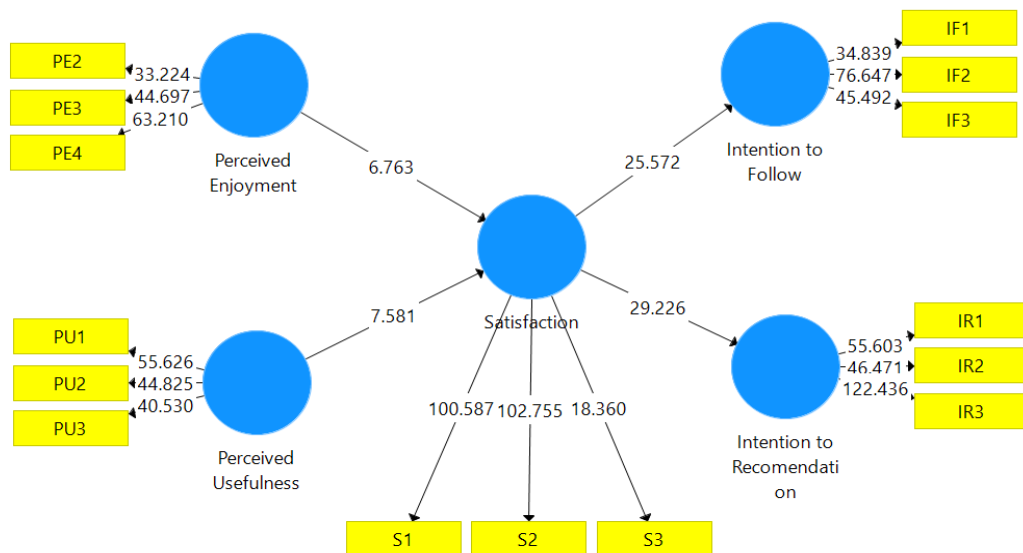 PE2
33.224
PE3
44.697
PE4
63.210
Perceived
Enjoyment
6.763
IF1
34.839
IF2
76.647
IF3
45.492
Intention to
Follow
25.572
Satisfaction
PU1
55.626
PU2
44.825
PU3
40.530
Perceived
Usefulness
7.581
29.226
IR1
55.603
IR2
46.471
IR3
122.436
Intention to
Recomendati
on
100.587
102.755
18.360
S1
S2
S3